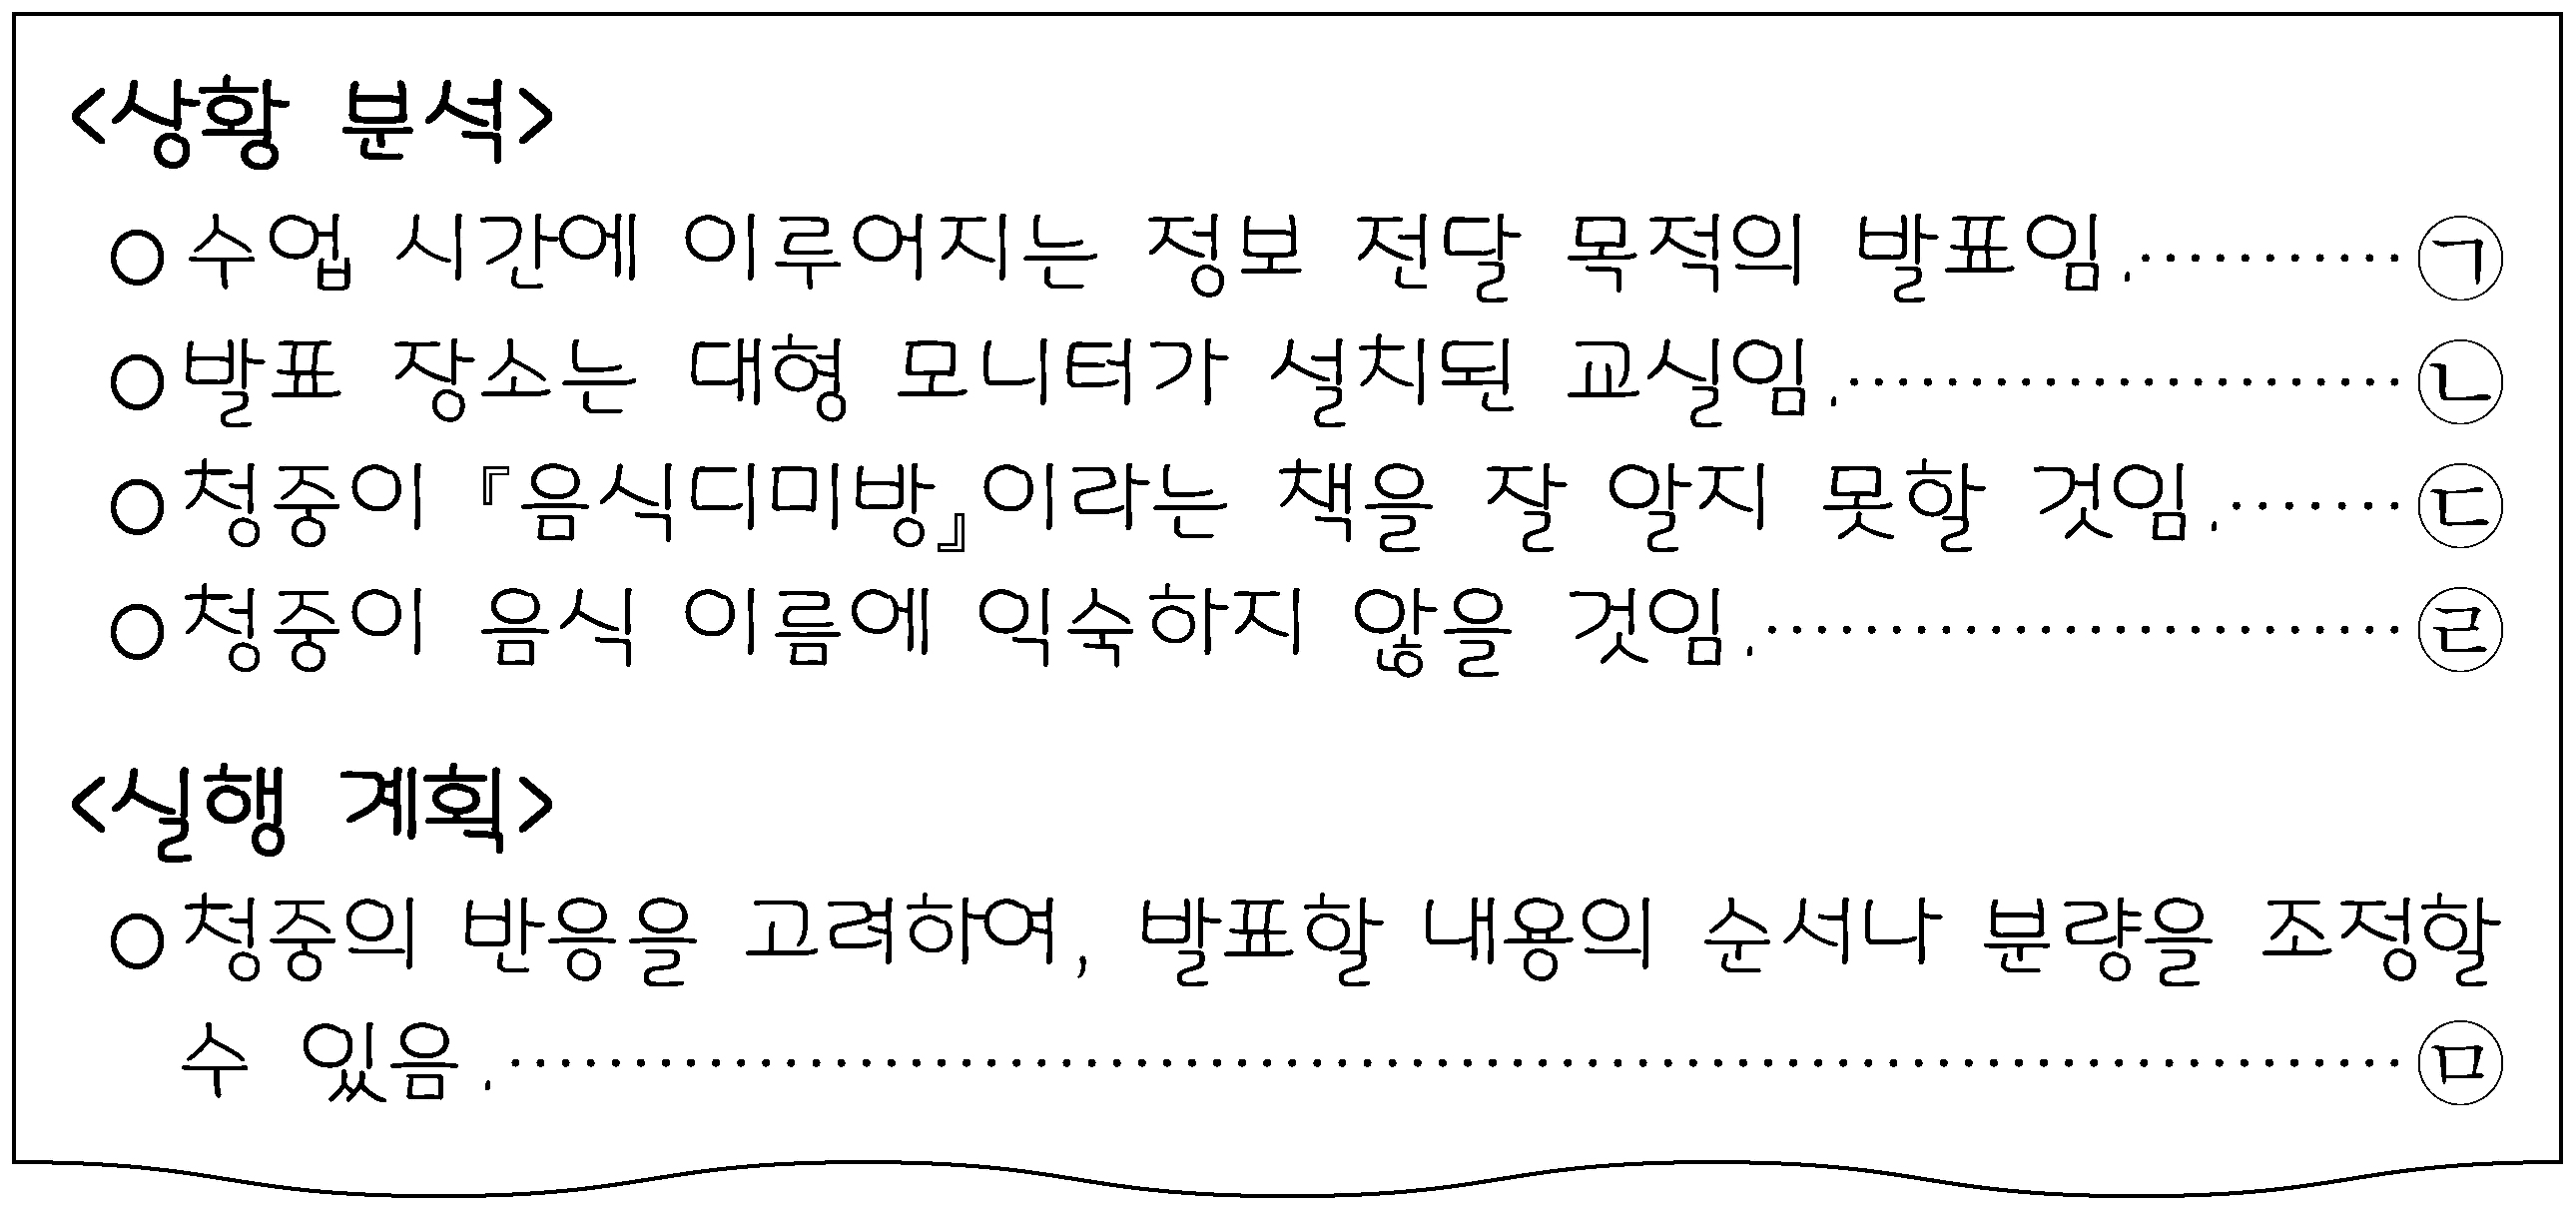 <상황 분석>
○ 수업 시간에 이루어지는 정보 전달 목적의 발표임. ··········· ㉠
○ 발표 장소는 대형 모니터가 설치된 교실임. ······················ ㉡
○ 청중이 『음식디미방』이라는 책을 잘 알지 못할 것임. ······· ㉢
○ 청중이 음식 이름에 익숙하지 않을 것임. ························· ㉣
<실행 계획>
○ 청중의 반응을 고려하여, 발표할 내용의 순서나 분량을 조정할
수 있음. ········································································ ㉤